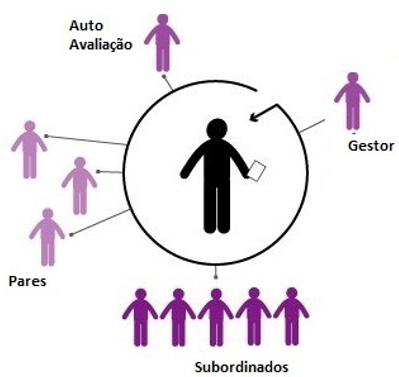 Auto
Avaliação
Gestor
Pares
Subordinados